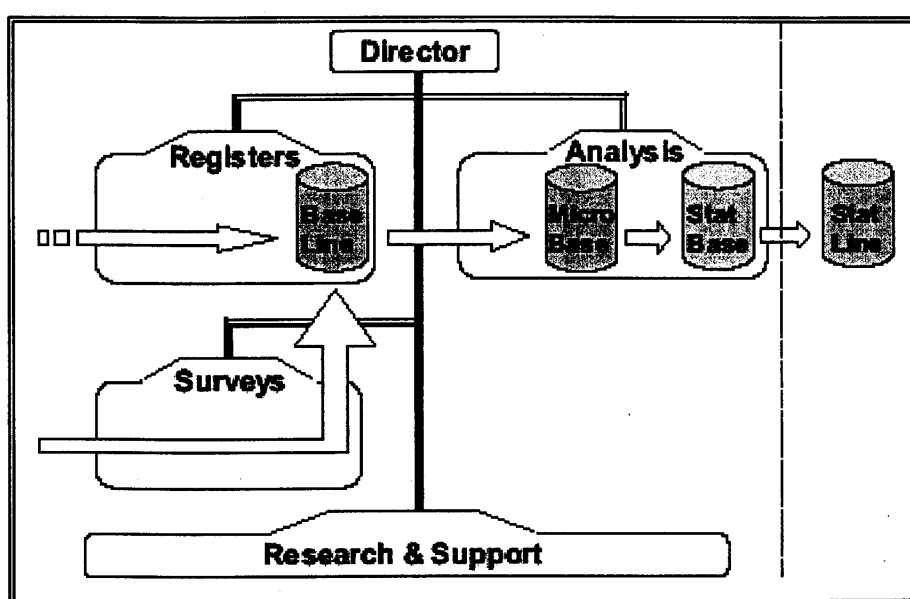 Director
Registers
Analysis
Base
Line
Micro
Base
Stat
Base
Stat
Line
Surveys
Research & Support